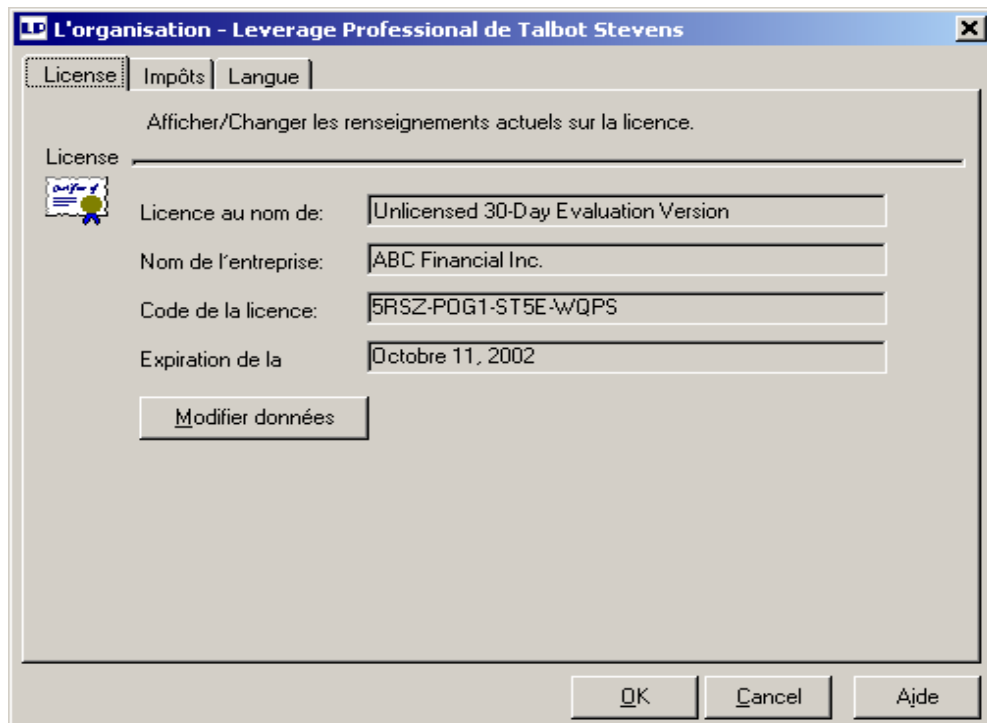 L'organisation - Leverage Professional de Talbot Stevens
License Impôts Langue
Afficher/Changer les renseignements actuels sur la licence.
License
Licence au nom de: Unlicensed 30-Day Evaluation Version
Nom de l'entreprise: ABC Financial Inc.
Code de la licence: 5RSZ-POG1-ST5E-WQPS
Expiration de la Octobre 11, 2002
Modifier données
OK Cancel Aide